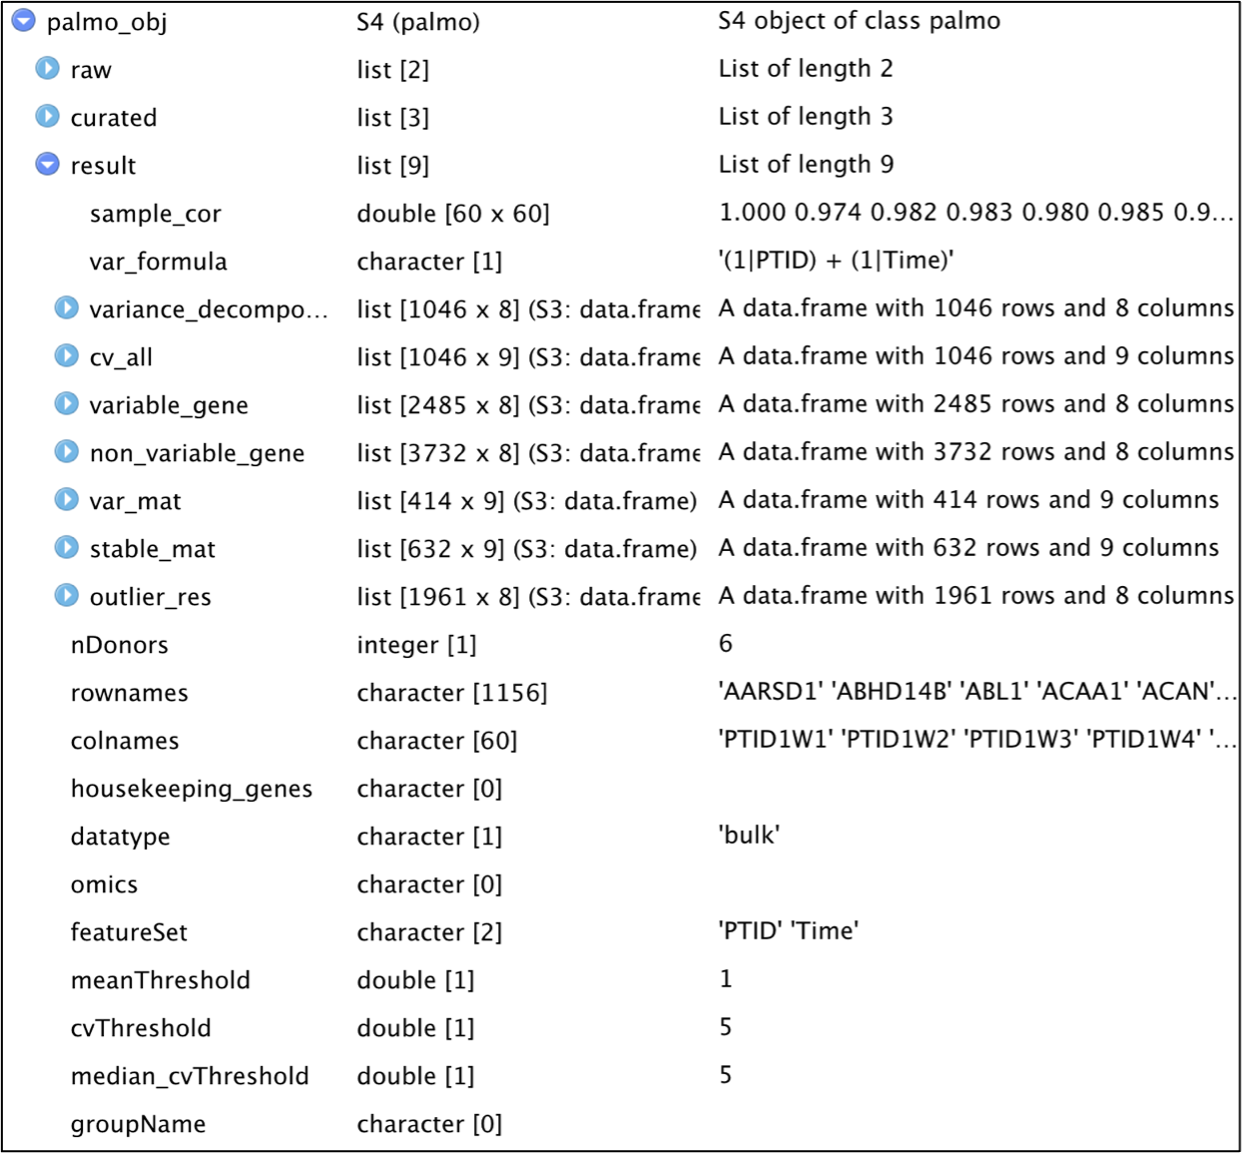 palmo_obj S4 (palmo) S4 object of class palmo
raw list [2] List of length 2
curated list [3] List of length 3
result list [9] List of length 9
sample_cor double [60 x 60] 1.000 0.974 0.982 0.983 0.980 0.985 0.9...
var_formula character [1] '(1|PTID) + (1|Time)'
variance_decompo... list [1046 x 8] (S3: data.frame A data.frame with 1046 rows and 8 columns
cv_all list [1046 x 9] (S3: data.frame A data.frame with 1046 rows and 9 columns
variable_gene list [2485 x 8] (S3: data.frame A data.frame with 2485 rows and 8 columns
non_variable_gene list [3732 x 8] (S3: data.frame A data.frame with 3732 rows and 8 columns
var_mat list [414 x 9] (S3: data.frame) A data.frame with 414 rows and 9 columns
stable_mat list [632 x 9] (S3: data.frame) A data.frame with 632 rows and 9 columns
outlier_res list [1961 x 8] (S3: data.frame A data.frame with 1961 rows and 8 columns
nDonors integer [1] 6
rownames character [1156] 'AARSD1' 'ABHD14B' 'ABL1' 'ACAA1' 'ACAN'...
colnames character [60] 'PTID1W1' 'PTID1W2' 'PTID1W3' 'PTID1W4' '...
housekeeping_genes character [0]
datatype character [1] 'bulk'
omics character [0]
featureSet character [2] 'PTID' 'Time'
meanThreshold double [1] 1
cvThreshold double [1] 5
median_cvThreshold double [1] 5
groupName character [0]